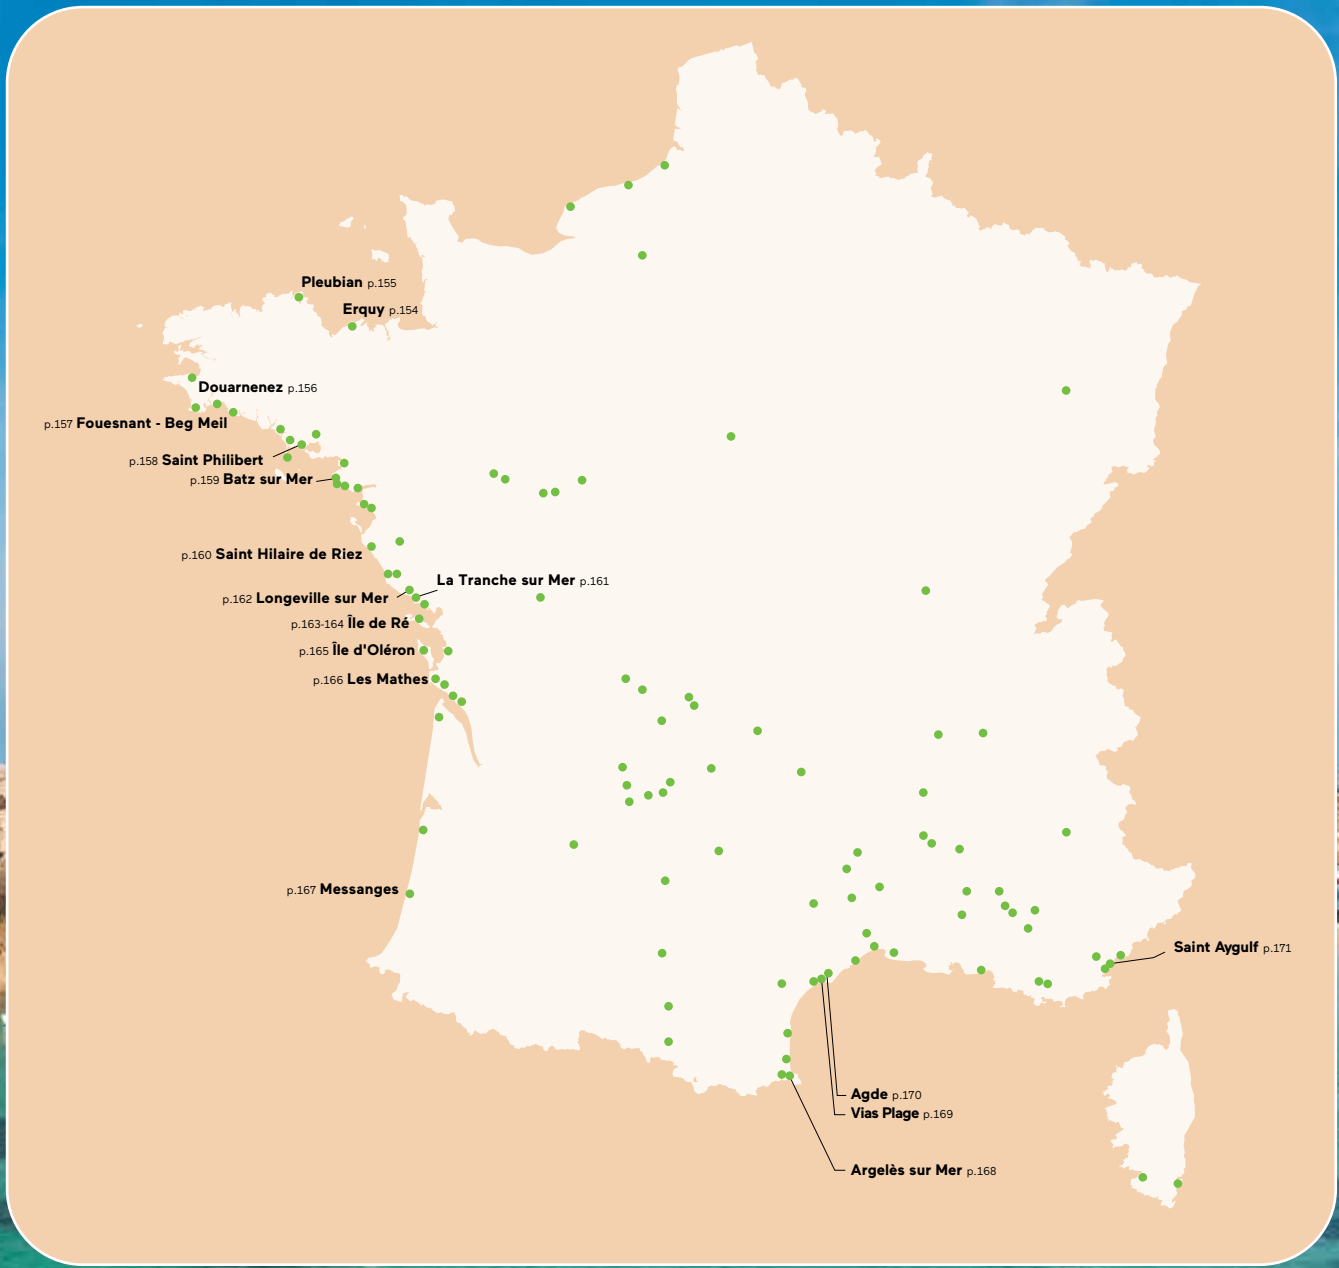 Pleubian p.155
Erquy p.154
Douarnenez p.156
p.157 Fouesnant - Beg Meil
p.158 Saint Philibert
p.159 Batz sur Mer
p.160 Saint Hilaire de Riez
La Tranche sur Mer p.161
p.162 Longeville sur Mer
p.163-164 Île de Ré
p.165 Île d'Oléron
p.166 Les Mathes
p.167 Messanges
Saint Aygulf p.171
Agde p.170
Vias Plage p.169
Argelès sur Mer p.168